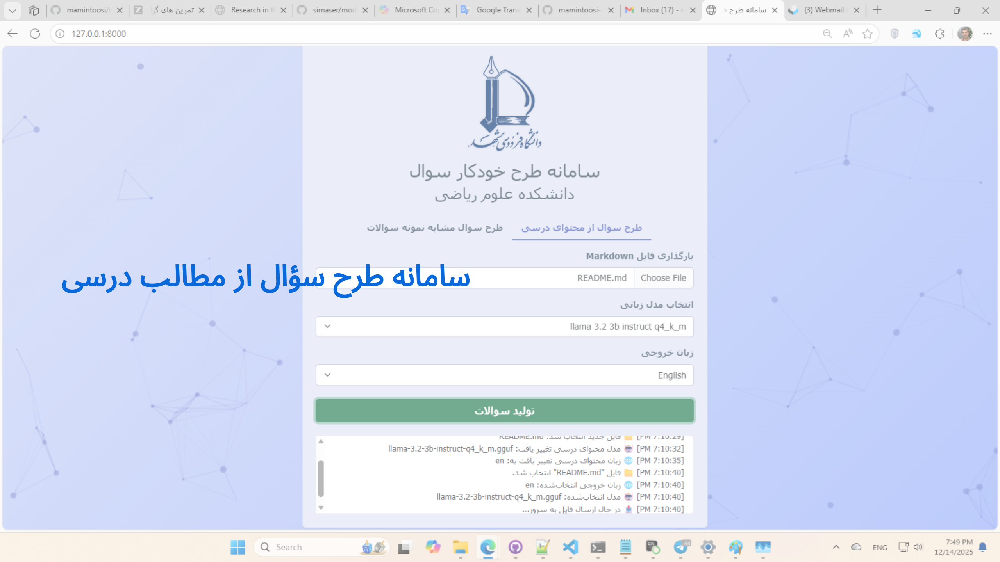 mamintoosi/
تمرین های گرا
Research in t
sirnaser/mod
Microsoft Co
Google Trans
mamintoosi-
Inbox (17) -
سامانه طرح
(3) Webmail
127.0.0.1:8000
دانشگاه فردوسی مشهد
سامانه طرح خودکار سوال
دانشکده علوم ریاضی
طرح سوال از محتوای درسی
طرح سوال مشابه نمونه سوالات
بارگذاری فایل Markdown
Choose File README.md
سامانه طرح سؤال از مطالب درسی
انتخاب مدل زبانی
llama 3.2 3b instruct q4_k_m
زبان خروجی
English
تولید سوالات
[PM 7:10:29] 📁 فایل جدید انتخاب شد: README.md
[PM 7:10:32] 🤖 مدل محتوای درسی تغییر یافت: llama-3.2-3b-instruct-q4_k_m.gguf
[PM 7:10:35] 🌐 زبان محتوای درسی تغییر یافت به: en
[PM 7:10:40] 📁 فایل "README.md" انتخاب شد.
[PM 7:10:40] 🌐 زبان خروجی انتخاب‌شده: en
[PM 7:10:40] 🤖 مدل انتخاب‌شده: llama-3.2-3b-instruct-q4_k_m.gguf
[PM 7:10:40] 📤 در حال ارسال فایل به سرور...
Search
44
ENG
7:49 PM
12/14/2025